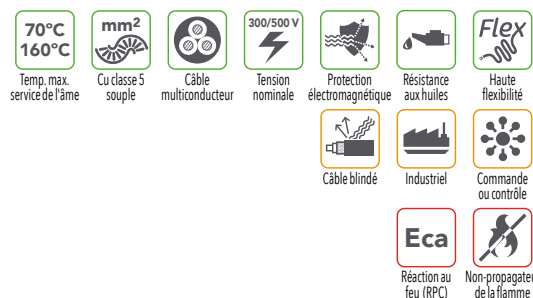 70°C
160°C
Temp. max.
service de l'âme
mm2
Cu classe 5
souple
Câble
multiconducteur
300/500 V
Tension
nominale
Protection
électromagnétique
Résistance
aux huiles
Flex
Haute
flexibilité
Câble blindé
Industriel
Commande
ou contrôle
Eca
Réaction au
feu (RPC)
Non-propagateu
de la flamme